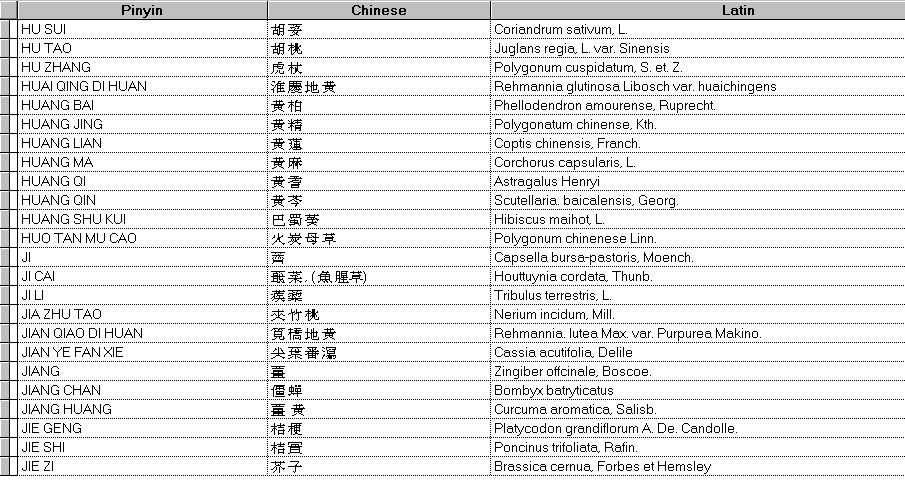 Pinyin Chinese Latin
HU SUI 胡荽 Coriandrum sativum, L.
HU TAO 胡桃 Juglans regia, L. var. Sinensis
HU ZHANG 虎杖 Polygonum cuspidatum, S. et. Z.
HUAI QING DI HUAN 淮慶地黃 Rehmannia glutinosa Libosch var. huaichingens
HUANG BAI 黃柏 Phellodendron amourense, Ruprecht.
HUANG JING 黃精 Polygonatum chinense, Kth.
HUANG LIAN 黃蓮 Coptis chinensis, Franch.
HUANG MA 黃麻 Corchorus capsularis, L.
HUANG QI 黃蓍 Astragalus Henryi
HUANG QIN 黃芩 Scutellaria. baicalensis, Georg.
HUANG SHU KUI 巴蜀葵 Hibiscus maihot, L.
HUO TAN MU CAO 火炭母草 Polygonum chinenese Linn.
JI Capsella bursa-pastoris, Moench.
JI CAI 菜. (魚腥草) Houttuynia cordata, Thunb.
JI LI 蒺藜 Tribulus terrestris, L.
JIA ZHU TAO 夾竹桃 Nerium incidum, Mill.
JIAN QIAO DI HUAN 筧橋地黃 Rehmannia. lutea Max. var. Purpurea Makino.
JIAN YE FAN XIE 尖葉番瀉 Cassia acutifolia, Delile
JIANG 薑 Zingiber offcinale, Boscoe.
JIANG CHAN 僵蟬 Bombyx batryticatus
JIANG HUANG 薑 黃 Curcuma aromatica, Salisb.
JIE GENG 桔梗 Platycodon grandiflorum A. De. Candolle.
JIE SHI 桔實 Poncinus trifoliata, Rafin.
JIE ZI 芥子 Brassica cernua, Forbes et Hemsley